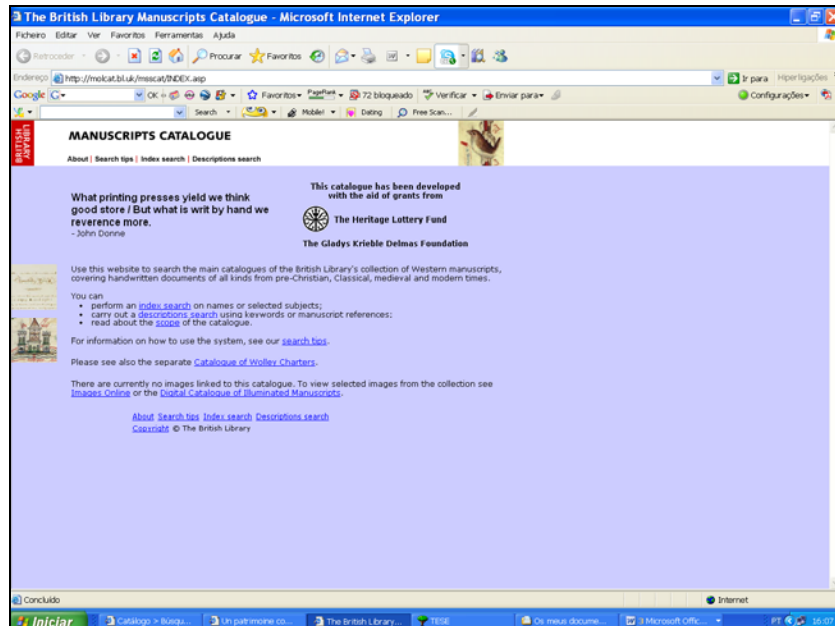 The British Library Manuscripts Catalogue - Microsoft Internet Explorer
Ficheiro Editar Ver Favoritos Ferramentas Ajuda
Retroceder Procurar Favoritos
Endereço http://molcat.bl.uk/msscat/INDEX.asp Ir para Hiperligações
Google G OK Favoritos PageRank 72 bloqueado Verificar Enviar para Configurações
Search Mobile! Dating Free Scan...
BRITISH LIBRARY
MANUSCRIPTS CATALOGUE
About | Search tips | Index search | Descriptions search
What printing presses yield we think
good store / But what is writ by hand we
reverence more.
- John Donne
This catalogue has been developed
with the aid of grants from
The Heritage Lottery Fund
The Gladys Krieble Delmas Foundation
Use this website to search the main catalogues of the British Library's collection of Western manuscripts,
covering handwritten documents of all kinds from pre-Christian, Classical, medieval and modern times.
You can
• perform an index search on names or selected subjects;
• carry out a descriptions search using keywords or manuscript references;
• read about the scope of the catalogue.
For information on how to use the system, see our search tips.
Please see also the separate Catalogue of Wolley Charters.
There are currently no images linked to this catalogue. To view selected images from the collection see
Images Online or the Digital Catalogue of Illuminated Manuscripts.
About Search tips Index search Descriptions search
Copyright © The British Library
Concluído Internet
Iniciar Catálogo > Búsqu... Un patrimoine co... The British Library... TESE Os meus docume... 3 Microsoft Offic... PT 16:07